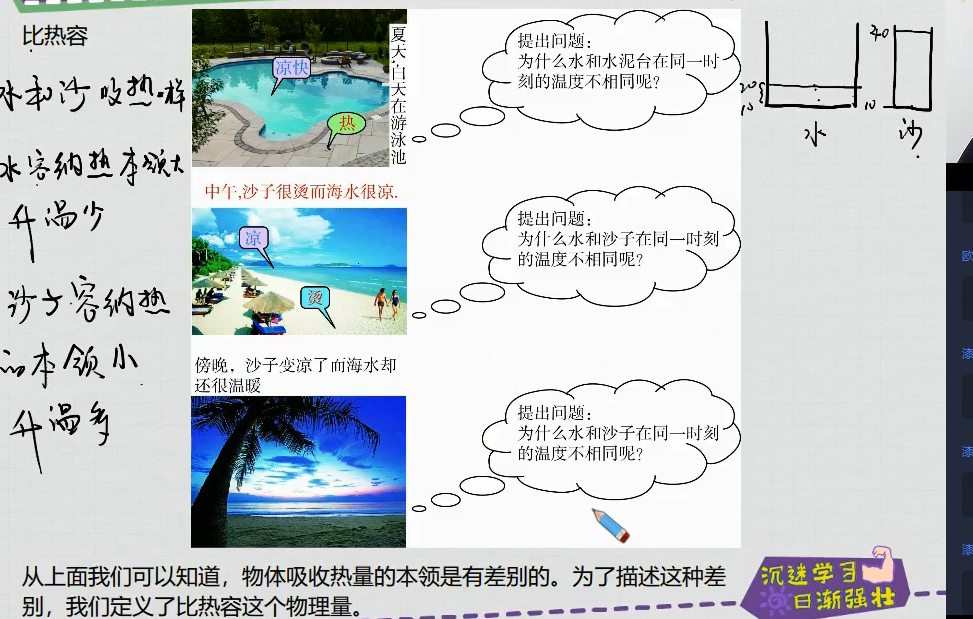 比热容
水和沙吸热一样
水容纳热本领大
升温少
沙子容纳热
的本领小
升温多
夏天,白天在游泳池
凉快
热
提出问题:
为什么水和水泥台在同一时
刻的温度不相同呢?
40
20
10
10
水
沙
中午,沙子很烫而海水很凉.
凉
烫
提出问题:
为什么水和沙子在同一时刻
的温度不相同呢?
傍晚，沙子变凉了而海水却
还很温暖
提出问题:
为什么水和沙子在同一时刻
的温度不相同呢?
从上面我们可以知道，物体吸收热量的本领是有差别的。为了描述这种差
别，我们定义了比热容这个物理量。
沉迷学习
日渐强壮
欧
漆
漆
漆